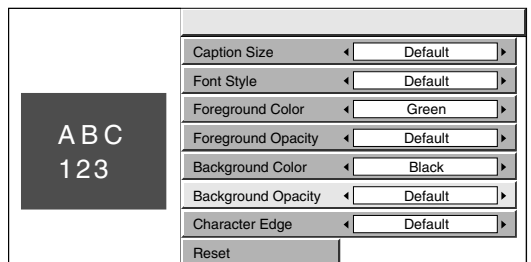 ABC
123
Caption Size Default
Font Style Default
Foreground Color Green
Foreground Opacity Default
Background Color Black
Background Opacity Default
Character Edge Default
Reset